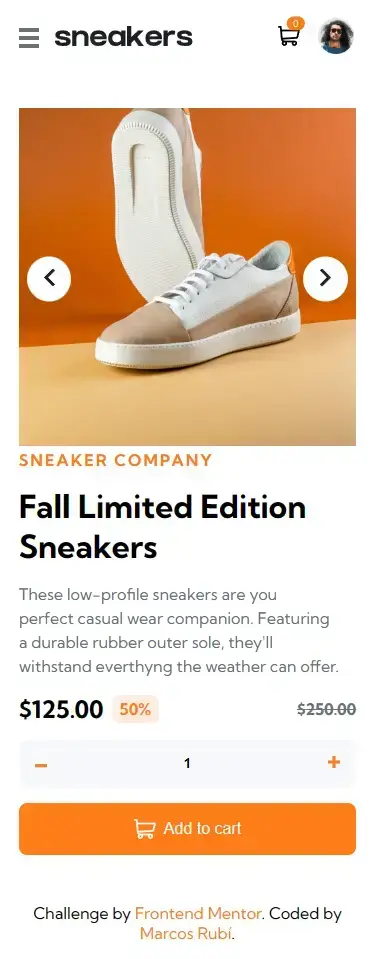 sneakers
0
SNEAKER COMPANY
Fall Limited Edition
Sneakers
These low-profile sneakers are you
perfect casual wear companion. Featuring
a durable rubber outer sole, they'll
withstand everthyng the weather can offer.
$125.00 50% $250.00
1
Add to cart
Challenge by Frontend Mentor. Coded by
Marcos Rubí.